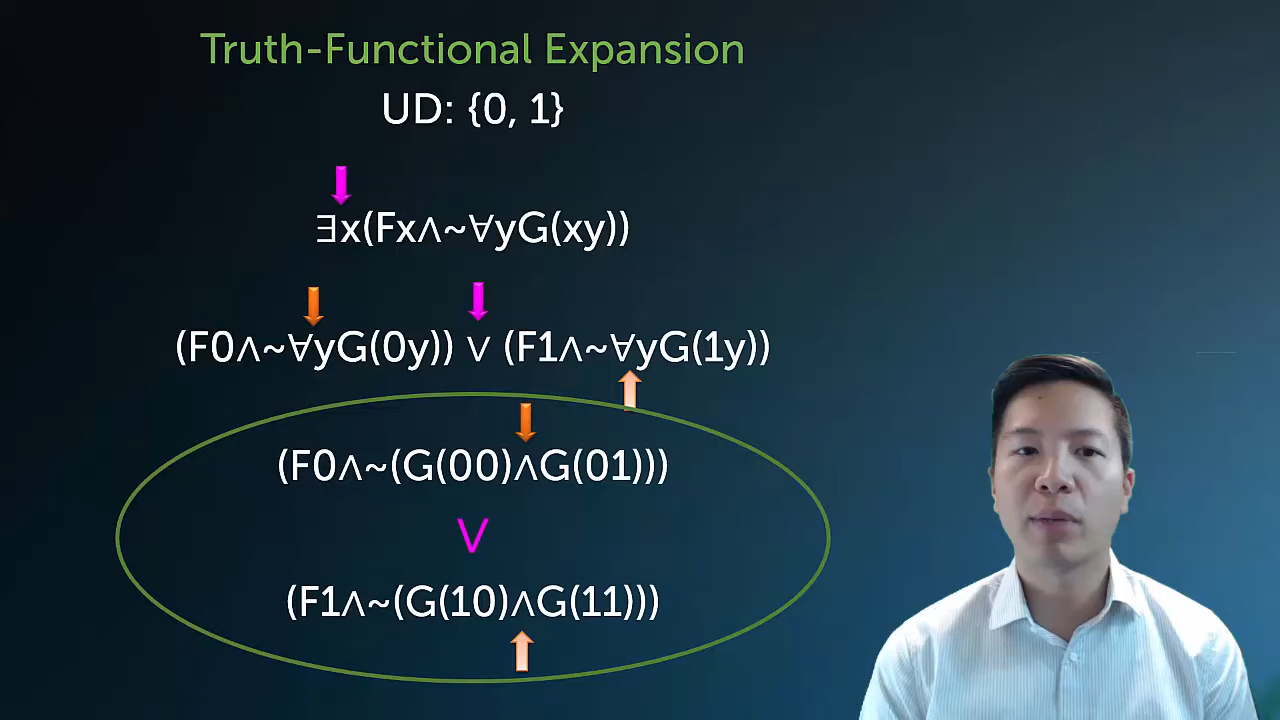 Truth-Functional Expansion
UD: {0, 1}
∃x(Fx∧~∀yG(xy))
(F0∧~∀yG(0y)) ∨ (F1∧~∀yG(1y))
(F0∧~(G(00)∧G(01)))
∨
(F1∧~(G(10)∧G(11)))